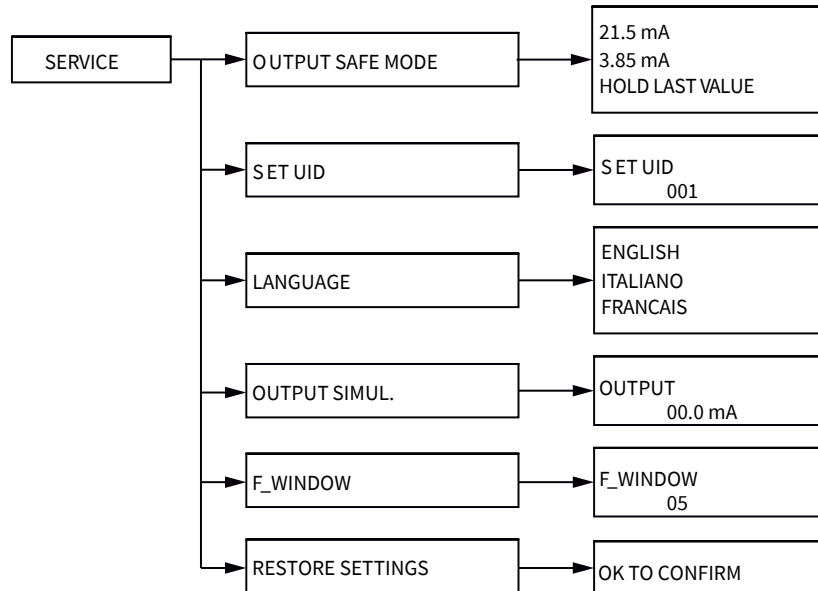 SERVICE
OUTPUT SAFE MODE
21.5 mA
3.85 mA
HOLD LAST VALUE
SET UID
SET UID
001
LANGUAGE
ENGLISH
ITALIANO
FRANCAIS
OUTPUT SIMUL.
OUTPUT
00.0 mA
F_WINDOW
F_WINDOW
05
RESTORE SETTINGS
OK TO CONFIRM